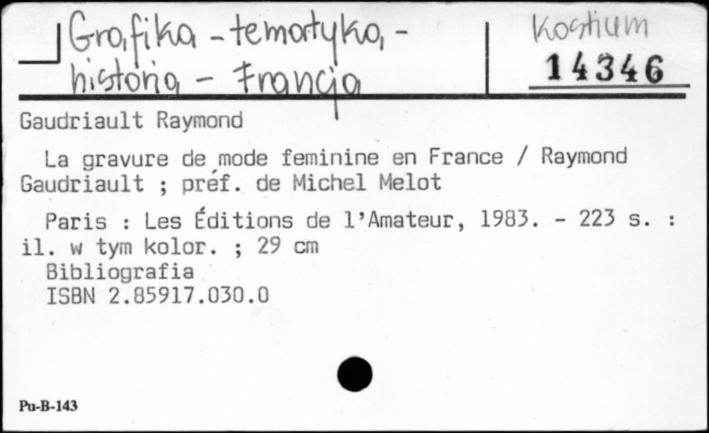 Grafika - tematyka, -
historia - Francja
Kostium
14346
Gaudriault Raymond
La gravure de mode feminine en France / Raymond
Gaudriault ; préf. de Michel Melot
Paris : Les Éditions de l'Amateur, 1983. - 223 s. :
il. w tym kolor. ; 29 cm
Bibliografia
ISBN 2.85917.030.0
Pu-B-143